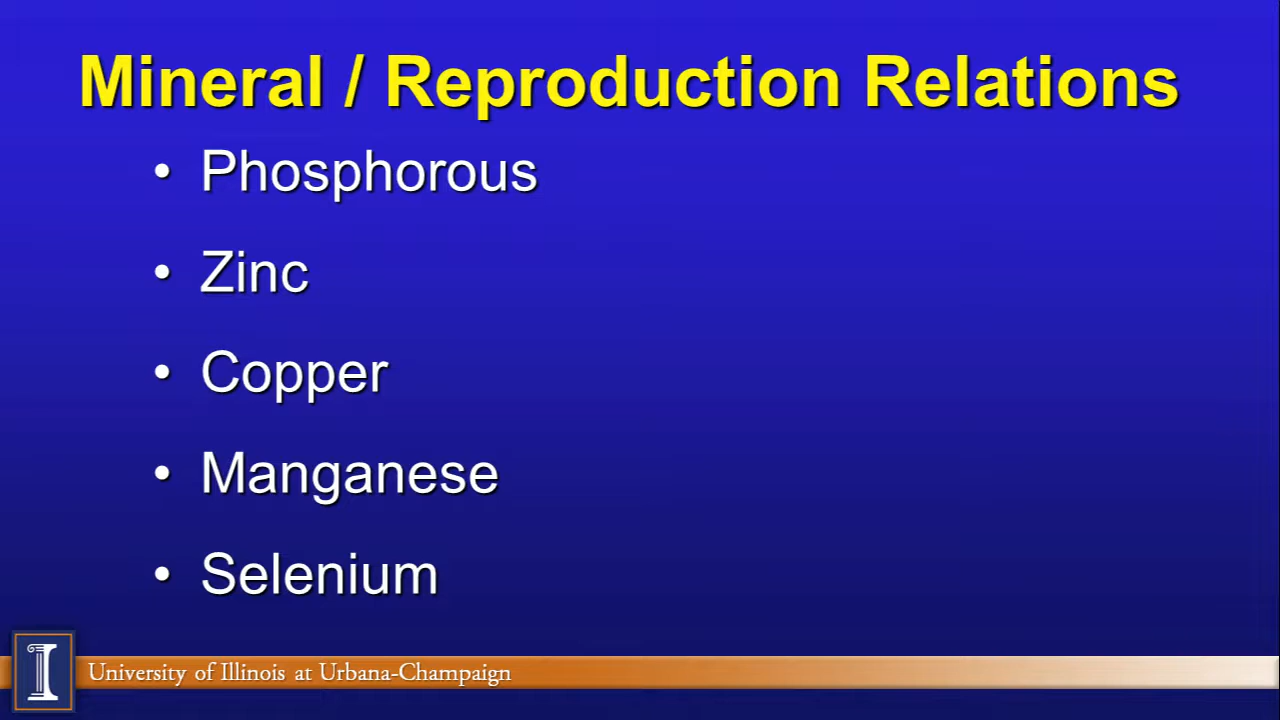 Mineral / Reproduction Relations
• Phosphorous
• Zinc
• Copper
• Manganese
• Selenium
I
University of Illinois at Urbana-Champaign